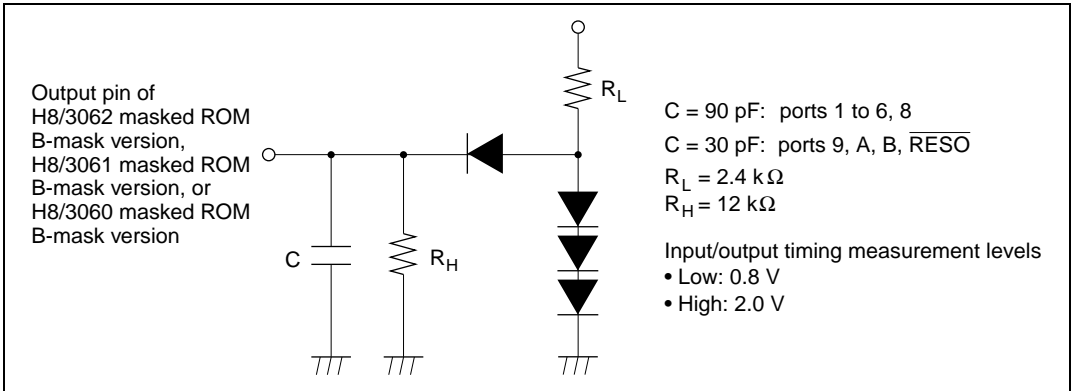 Output pin of
H8/3062 masked ROM
B-mask version,
H8/3061 masked ROM
B-mask version, or
H8/3060 masked ROM
B-mask version
C
R_H
R_L
C = 90 pF: ports 1 to 6, 8
C = 30 pF: ports 9, A, B, R̅E̅S̅O̅
R_L = 2.4 kΩ
R_H = 12 kΩ
Input/output timing measurement levels
• Low: 0.8 V
• High: 2.0 V